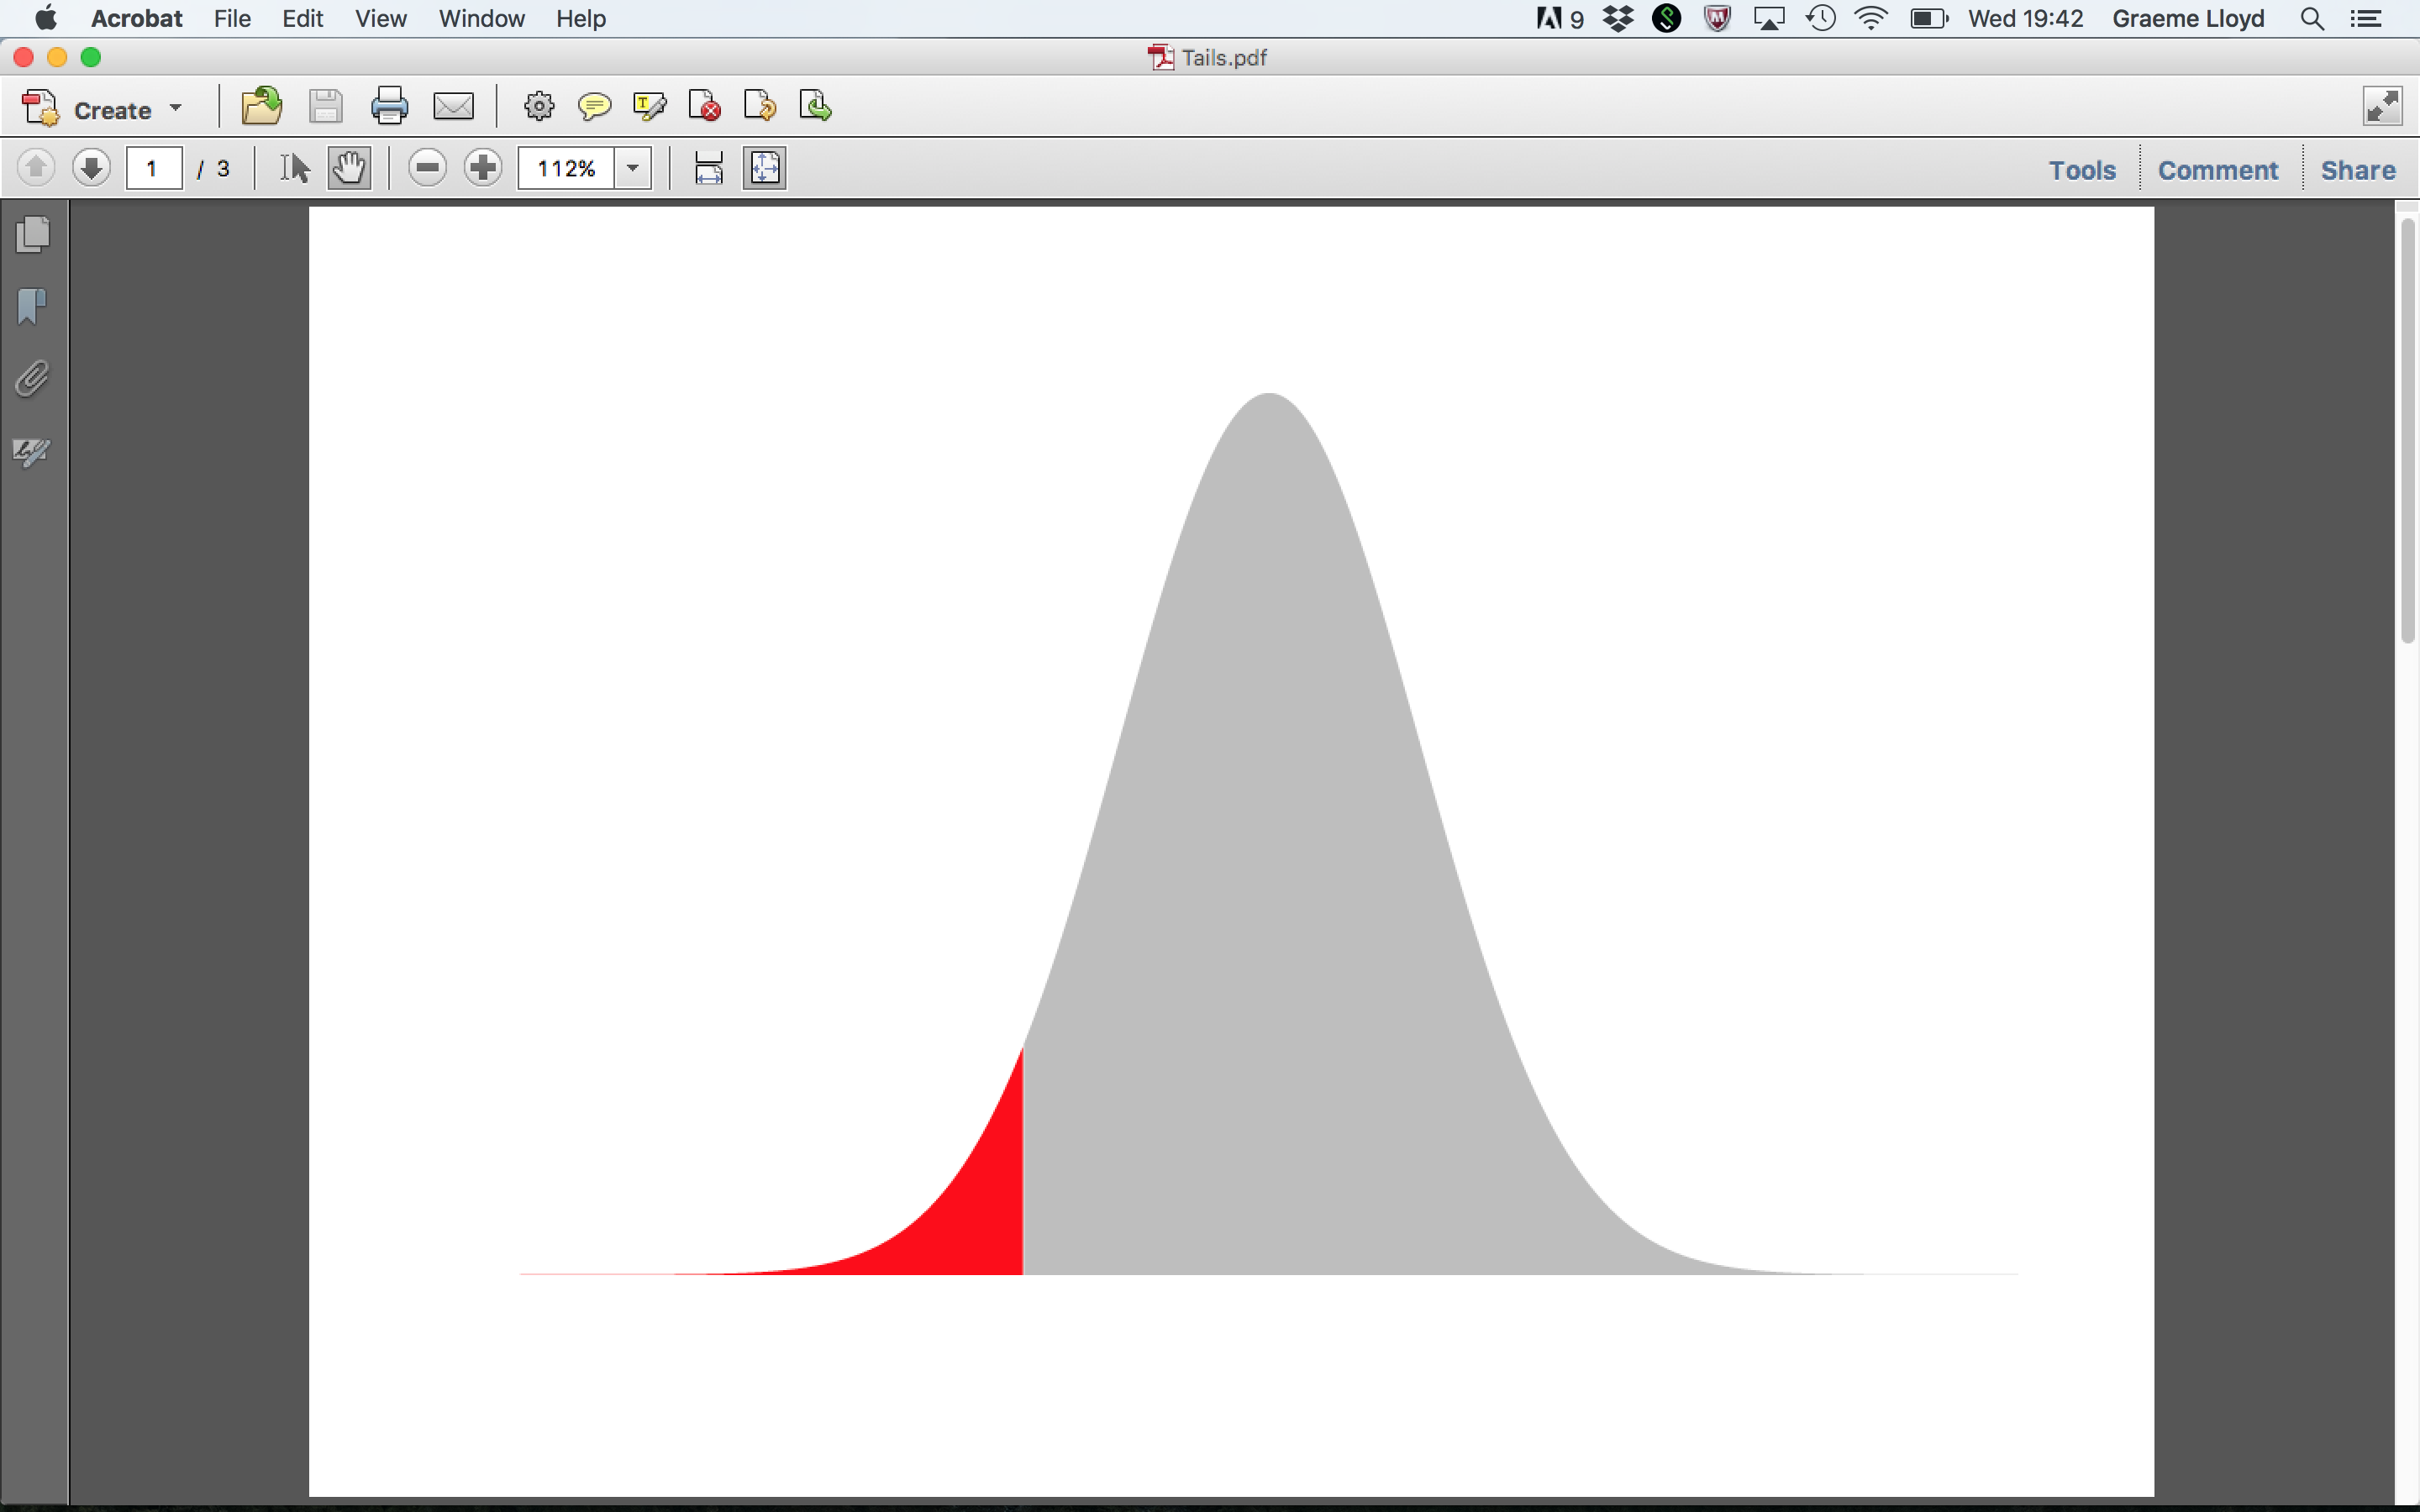 Acrobat File Edit View Window Help 9 Wed 19:42 Graeme Lloyd
Tails.pdf
Create
1 / 3 112% Tools Comment Share